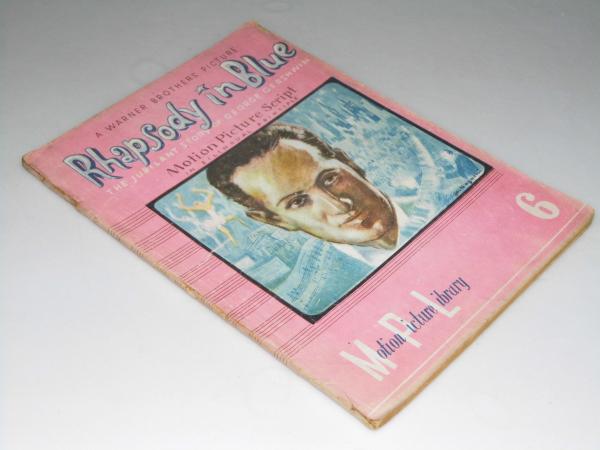 A WARNER BROTHERS PICTURE
Rhapsody in Blue
THE JUBILANT STORY OF GEORGE GERSHWIN
Motion Picture Script
6
Motion Picture Library